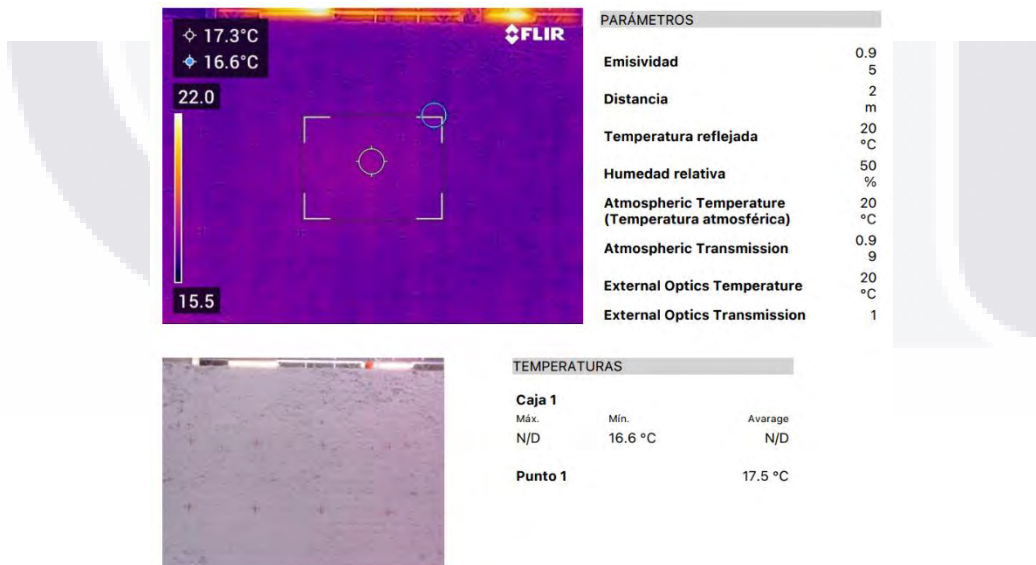 17.3°C
16.6°C
FLIR
22.0
15.5
PARÁMETROS
Emisividad 0.9
5
Distancia 2
m
Temperatura reflejada 20
°C
Humedad relativa 50
%
Atmospheric Temperature 20
(Temperatura atmosférica) °C
Atmospheric Transmission 0.9
9
External Optics Temperature 20
°C
External Optics Transmission 1
TEMPERATURAS
Caja 1
Máx. Mín. Avarage
N/D 16.6 °C N/D
Punto 1 17.5 °C